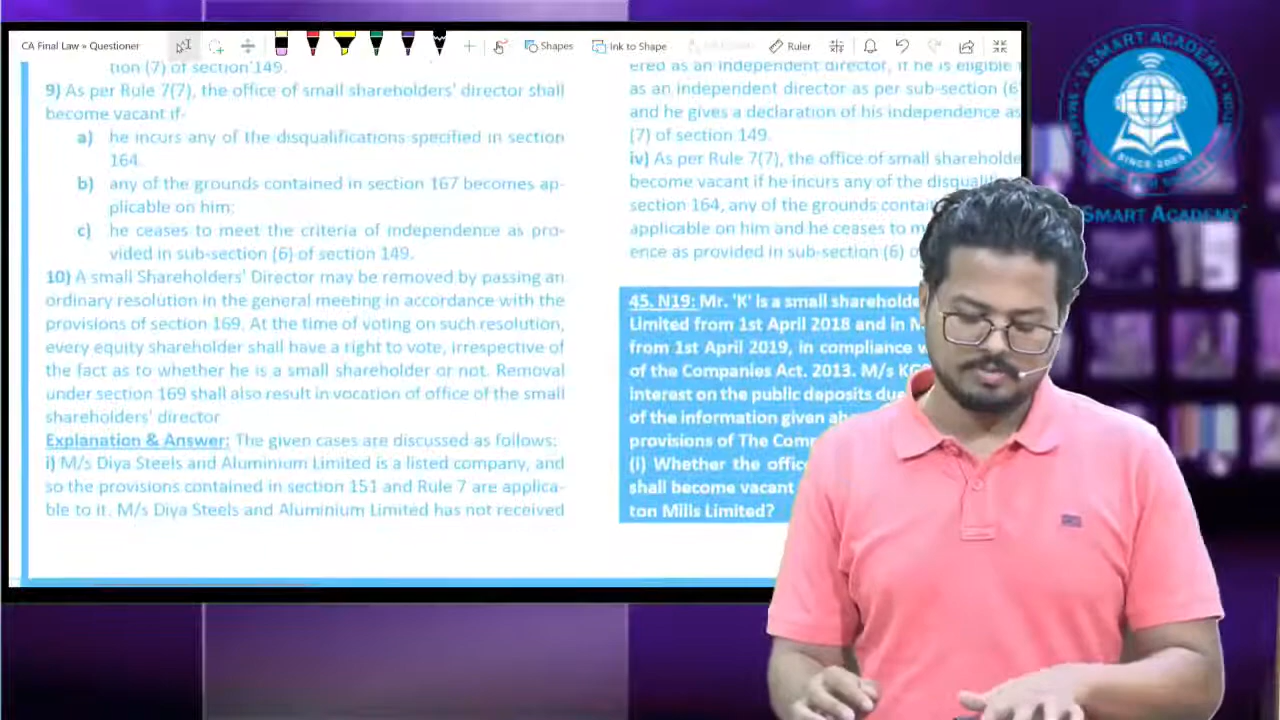 CA Final Law » Questioner
Shapes
Ink to Shape
Ruler
tion (7) of section 149.
9) As per Rule 7(7), the office of small shareholders' director shall
become vacant if-
a) he incurs any of the disqualifications specified in section
164.
b) any of the grounds contained in section 167 becomes ap-
plicable on him;
c) he ceases to meet the criteria of independence as pro-
vided in sub-section (6) of section 149.
10) A small Shareholders' Director may be removed by passing an
ordinary resolution in the general meeting in accordance with the
provisions of section 169. At the time of voting on such resolution,
every equity shareholder shall have a right to vote, irrespective of
the fact as to whether he is a small shareholder or not. Removal
under section 169 shall also result in vocation of office of the small
shareholders' director
Explanation & Answer: The given cases are discussed as follows:
i) M/s Diya Steels and Aluminium Limited is a listed company, and
so the provisions contained in section 151 and Rule 7 are applica-
ble to it. M/s Diya Steels and Aluminium Limited has not received
ered as an independent director, if he is eligible
as an independent director as per sub-section (6
and he gives a declaration of his independence as
(7) of section 149.
iv) As per Rule 7(7), the office of small shareholde
become vacant if he incurs any of the disquali
section 164, any of the grounds contai
applicable on him and he ceases to m
ence as provided in sub-section (6) o
45. N19: Mr. 'K' is a small shareholde
Limited from 1st April 2018 and in M
from 1st April 2019, in compliance
of the Companies Act. 2013. M/s KG
interest on the public deposits due
of the information given ab
provisions of The Com
(i) Whether the offic
shall become vacant
ton Mills Limited?
SINCE 2005
SMART ACADEMY